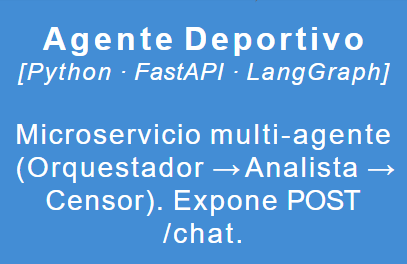 Agente Deportivo
[Python · FastAPI · LangGraph]
Microservicio multi-agente
(Orquestador → Analista →
Censor). Expone POST
/chat.